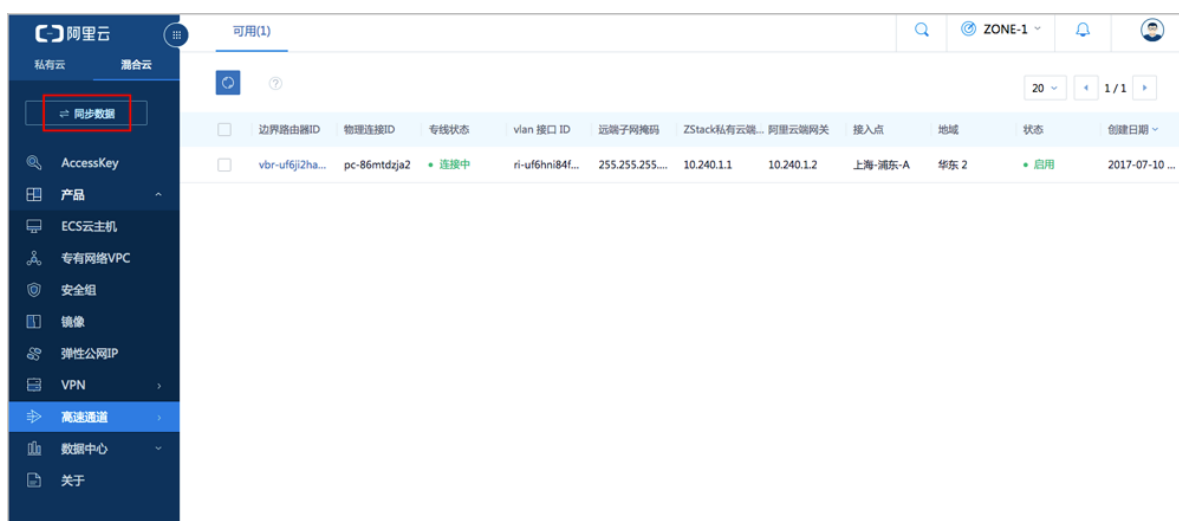 阿里云
可用(1)
ZONE-1
私有云 混合云
同步数据
20
1 / 1
边界路由器ID 物理连接ID 专线状态 vlan 接口 ID 远端子网掩码 ZStack私有云端... 阿里云端网关 接入点 地域 状态 创建日期
vbr-uf6ji2ha... pc-86mtdzja2 连接中 ri-uf6hni84f... 255.255.255.... 10.240.1.1 10.240.1.2 上海-浦东-A 华东 2 启用 2017-07-10 ...
AccessKey
产品
ECS云主机
专有网络VPC
安全组
镜像
弹性公网IP
VPN
高速通道
数据中心
关于